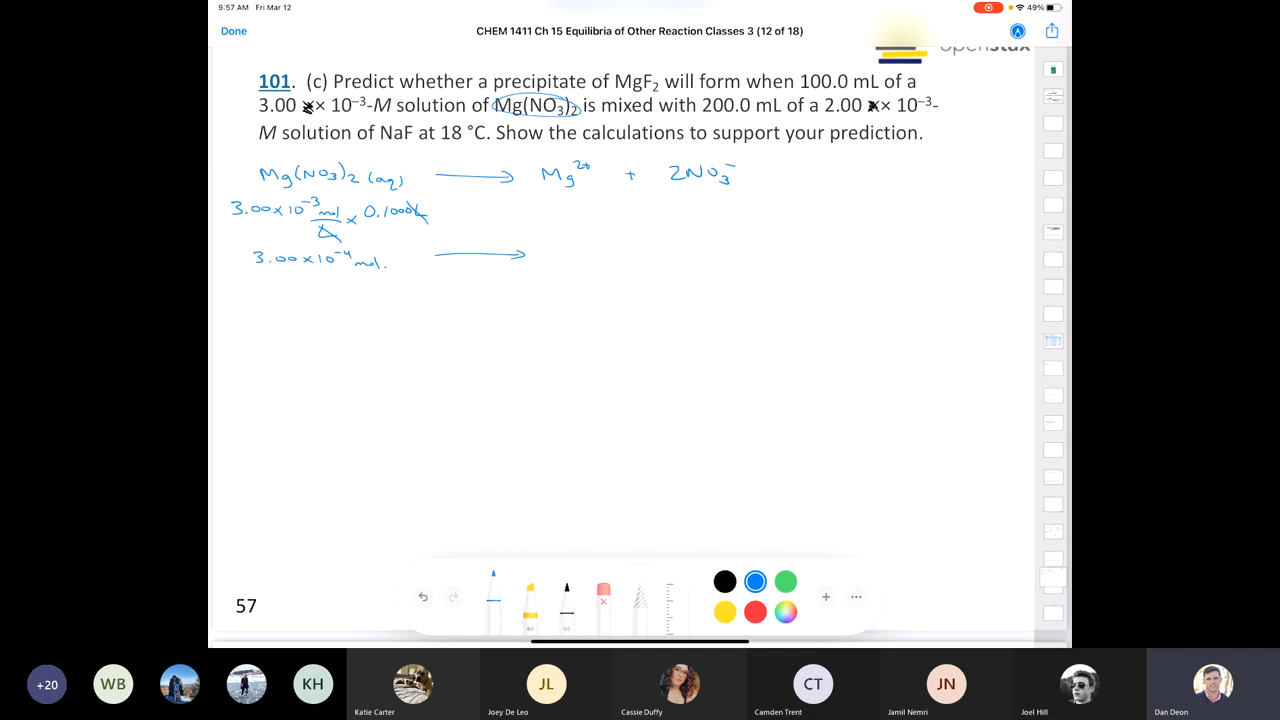 9:57 AM Fri Mar 12
49%
Done
CHEM 1411 Ch 15 Equilibria of Other Reaction Classes 3 (12 of 18)
openstax
101. (c) Predict whether a precipitate of MgF₂ will form when 100.0 mL of a
3.00 × 10⁻³-M solution of Mg(NO₃)₂ is mixed with 200.0 mL of a 2.00 × 10⁻³-
M solution of NaF at 18 °C. Show the calculations to support your prediction.
Mg(NO₃)₂ (aq) → Mg²⁺ + 2NO₃⁻
3.00 × 10⁻³ mol/L × 0.1000L
3.00 × 10⁻⁴ mol. →
57
+20
WB
KH
JL
CT
JN
Katie Carter
Joey De Leo
Cassie Duffy
Camden Trent
Jamil Nemri
Joel Hill
Dan Deon